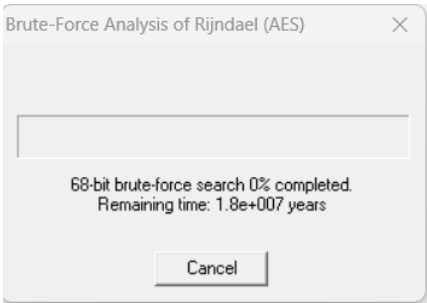 Brute-Force Analysis of Rijndael (AES)
68-bit brute-force search 0% completed.
Remaining time: 1.8e+007 years
Cancel